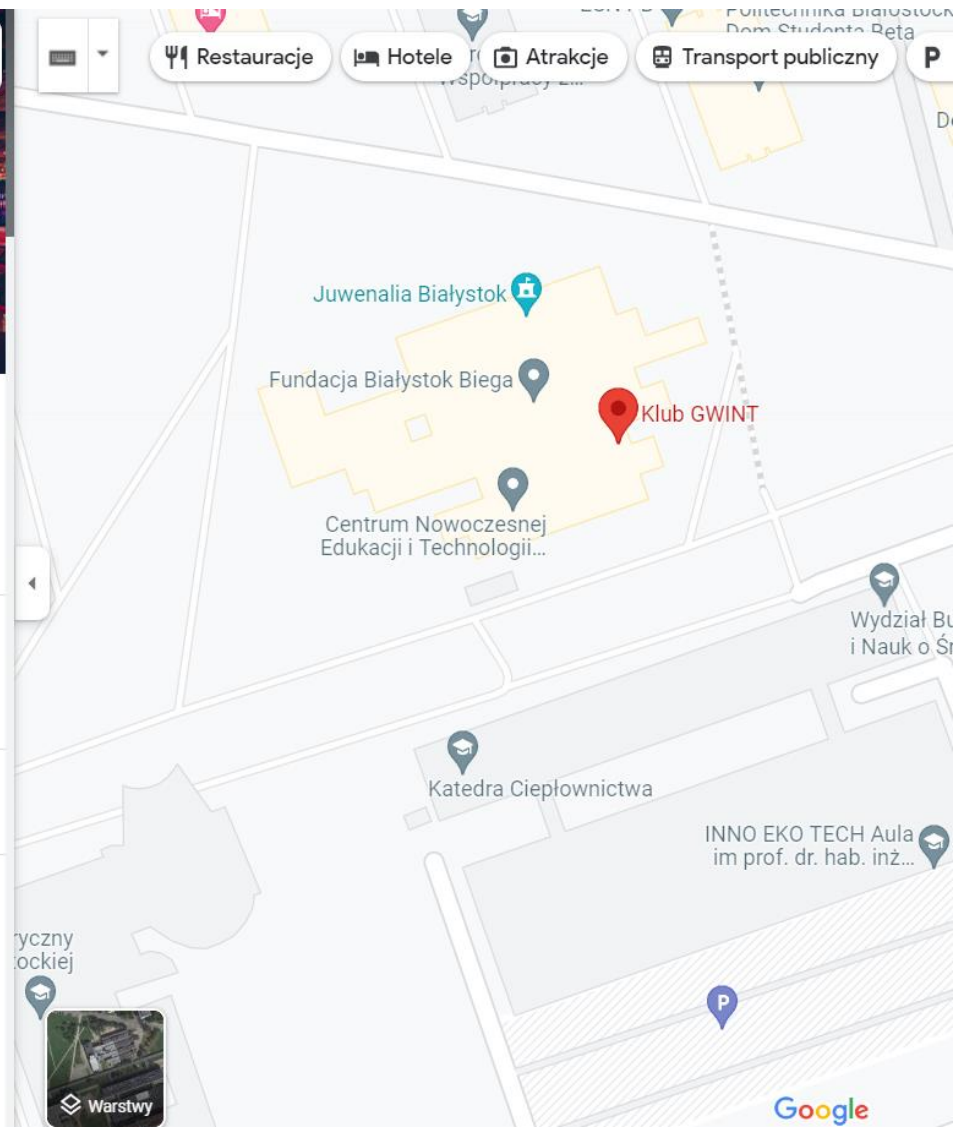 Politechnika Białostock
Dom Studenta Beta
Restauracje
Hotele
Atrakcje
Transport publiczny
P
Współpracy z...
Juwenalia Białystok
Fundacja Białystok Biega
Klub GWINT
Centrum Nowoczesnej
Edukacji i Technologii...
Wydział Bu
i Nauk o Śr
Katedra Ciepłownictwa
INNO EKO TECH Aula
im prof. dr. hab. inż...
ryczny
tockiej
P
Warstwy
Google